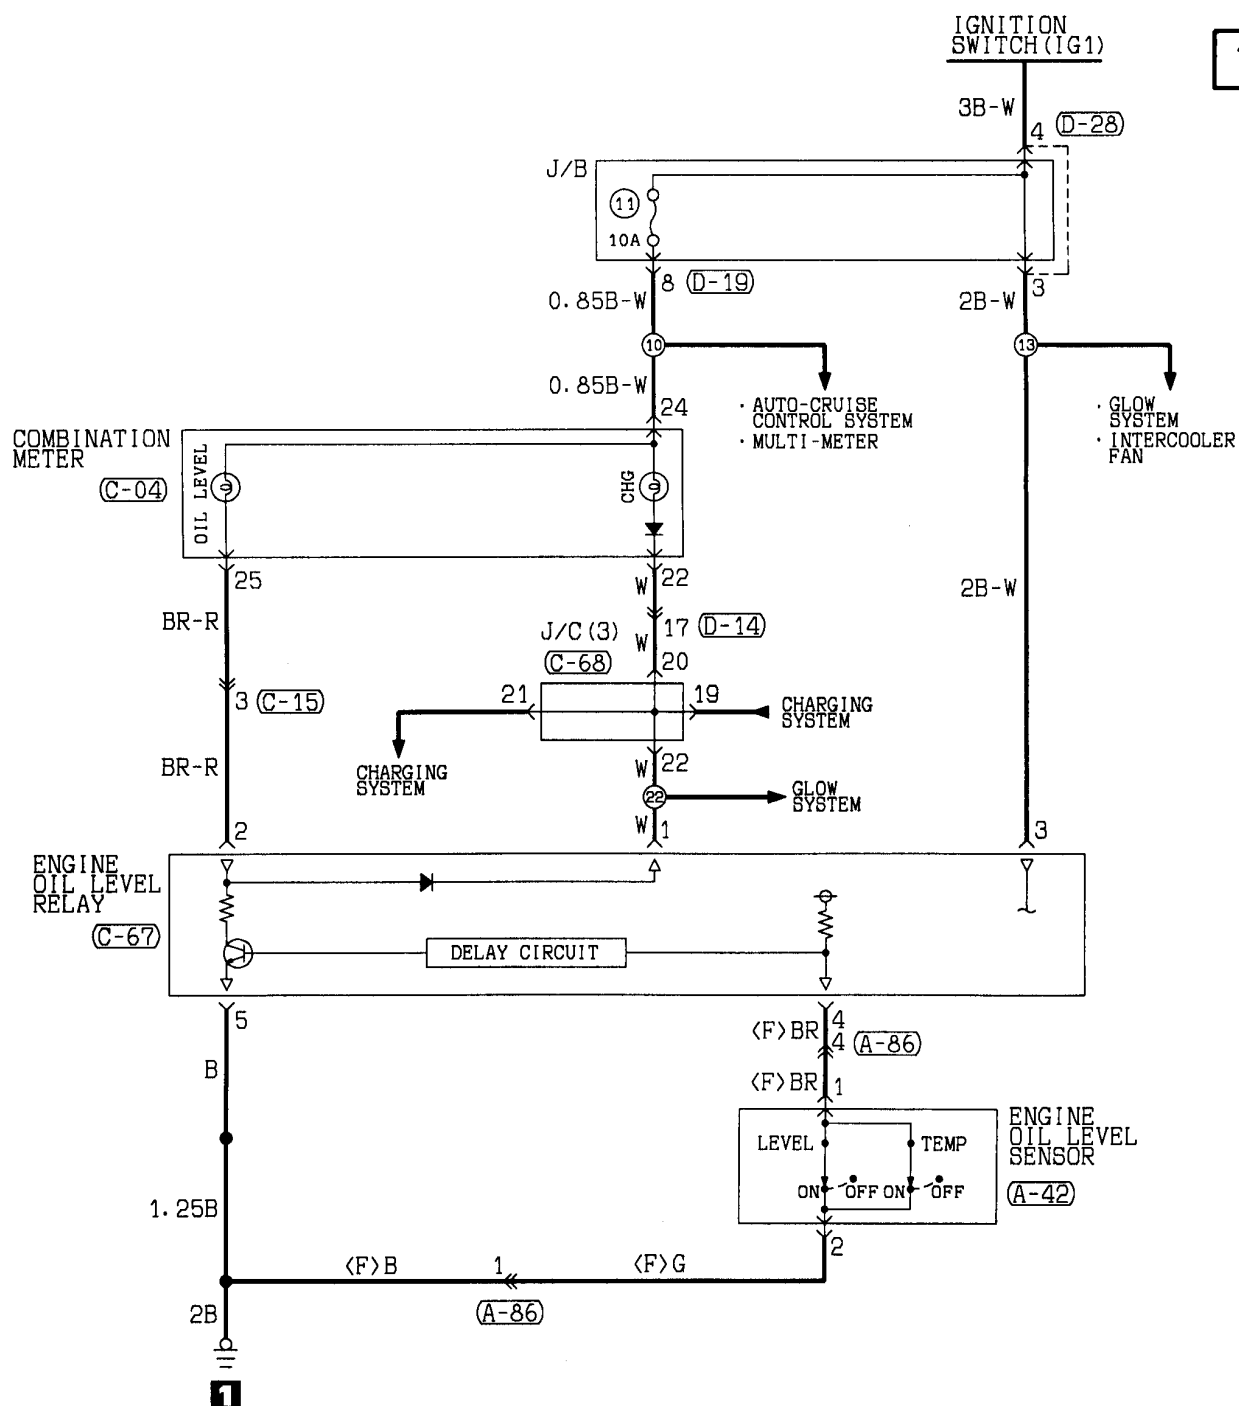 IGNITION
SWITCH(IG1)
3B-W
4
D-28
J/B
11
10A
8
D-19
3
0.85B-W
2B-W
10
13
0.85B-W
24
· AUTO-CRUISE
CONTROL SYSTEM
· MULTI-METER
· GLOW
SYSTEM
· INTERCOOLER
FAN
COMBINATION
METER
C-04
OIL LEVEL
CHG
25
W
22
2B-W
BR-R
J/C(3)
W
17
D-14
C-68
20
3
C-15
21
19
CHARGING
SYSTEM
BR-R
CHARGING
SYSTEM
W
22
22
GLOW
SYSTEM
2
W
1
3
ENGINE
OIL LEVEL
RELAY
C-67
DELAY CIRCUIT
5
4
<F>BR
4
A-86
B
<F>BR
1
ENGINE
OIL LEVEL
SENSOR
LEVEL
TEMP
ON
OFF
ON
OFF
A-42
1.25B
2
<F>B
1
<F>G
A-86
2B
1